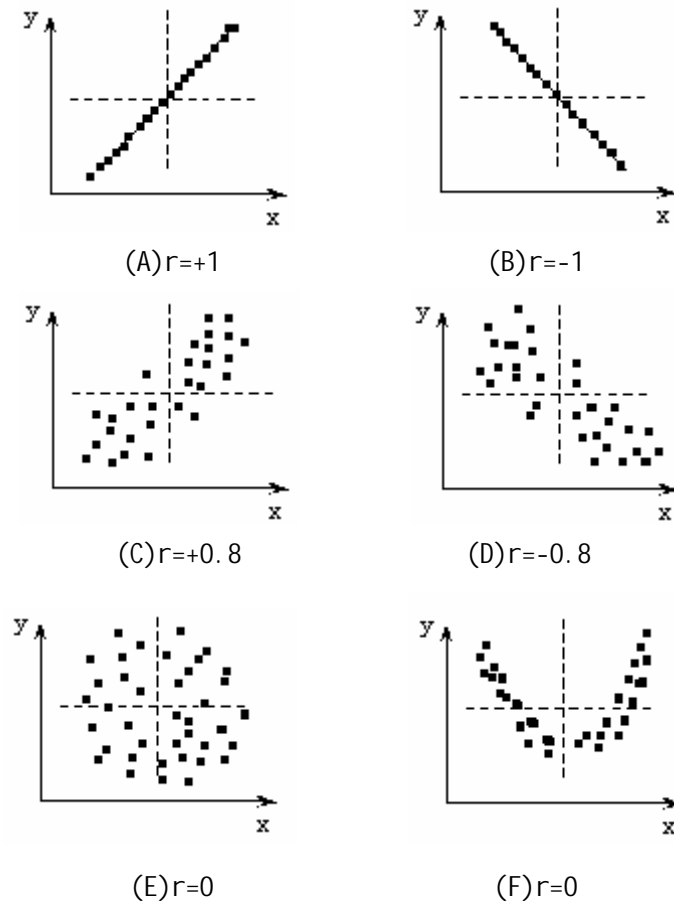 y y
x x
(A)r=+1 (B)r=-1
y y
x x
(C)r=+0.8 (D)r=-0.8
y y
x x
(E)r=0 (F)r=0